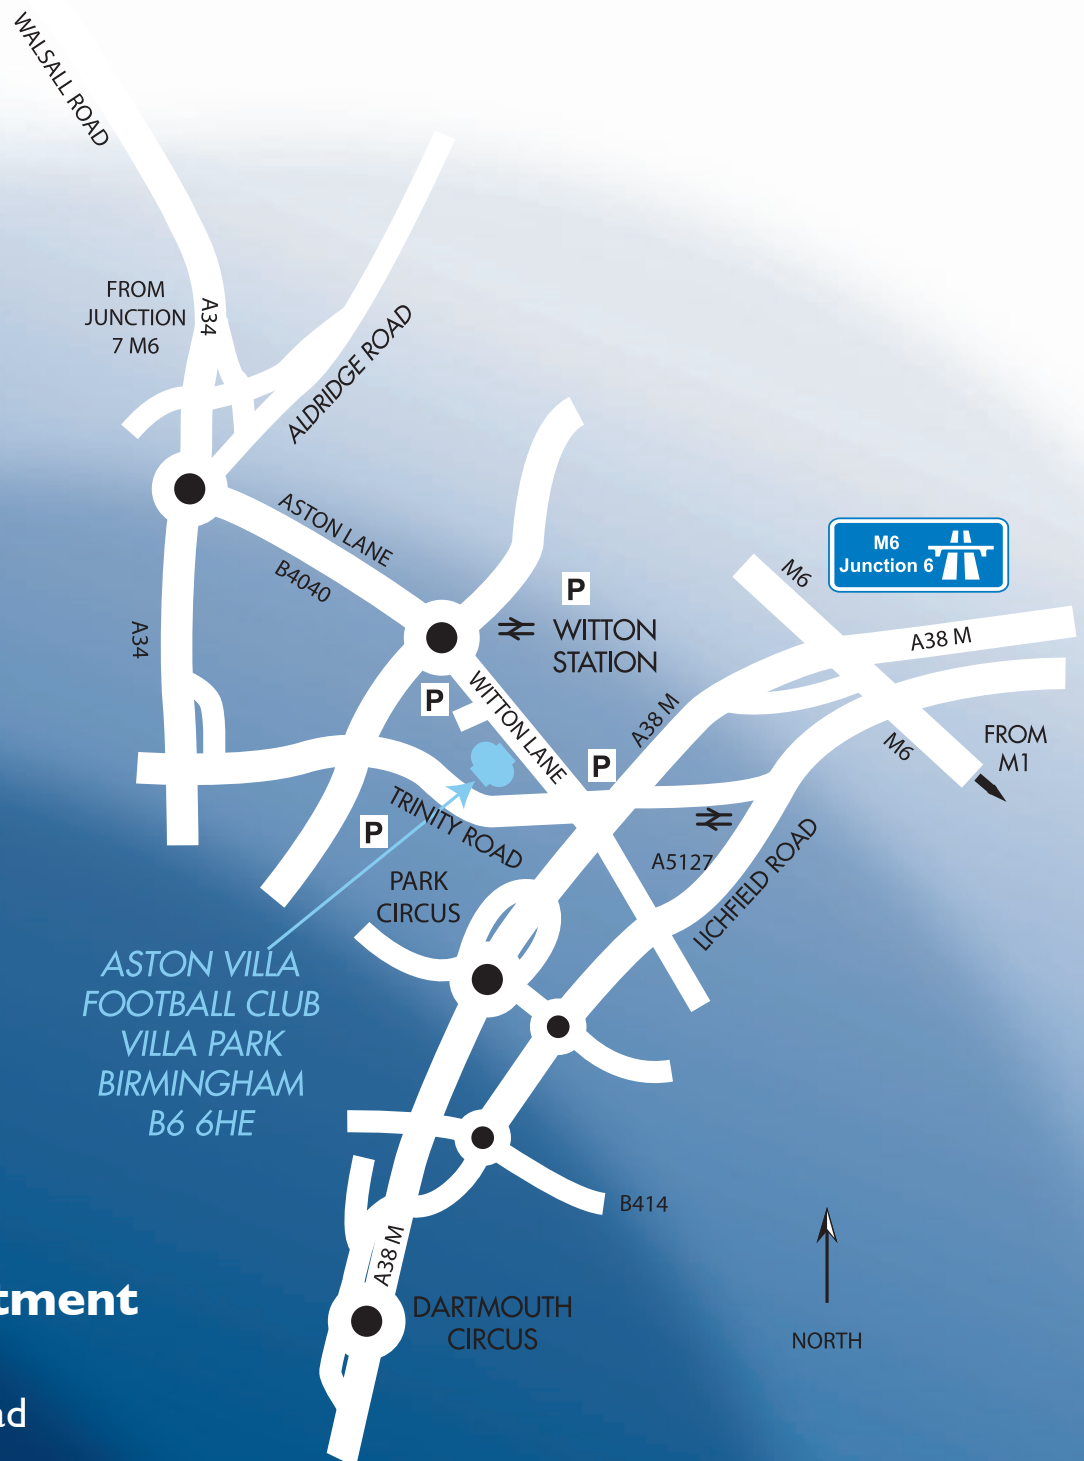 WALSALL ROAD
FROM
JUNCTION
7 M6
A34
ALDRIDGE ROAD
ASTON LANE
B4040
A34
M6
Junction 6
M6
A38 M
P
WITTON
STATION
P
WITTON LANE
A38 M
M6
FROM
M1
P
TRINITY ROAD
P
A5127
LICHFIELD ROAD
PARK
CIRCUS
ASTON VILLA
FOOTBALL CLUB
VILLA PARK
BIRMINGHAM
B6 6HE
B414
A38 M
DARTMOUTH
CIRCUS
NORTH
tment